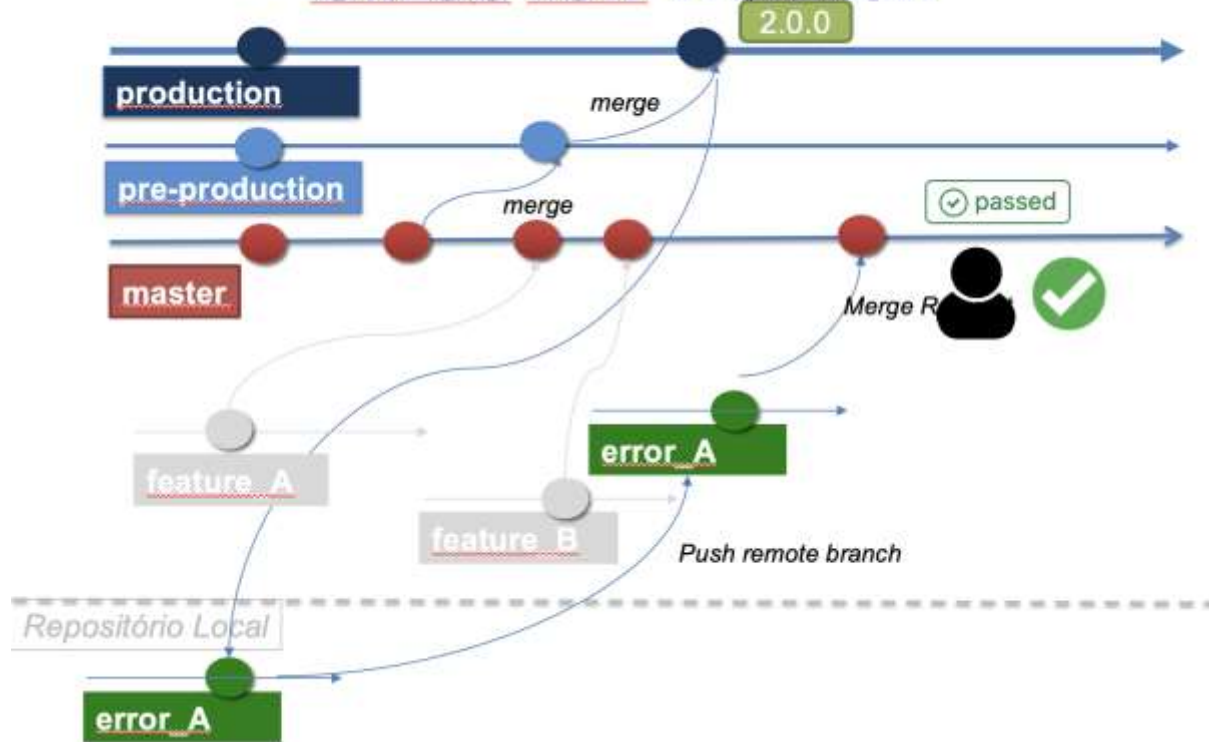 2.0.0
production
merge
pre-production
passed
merge
master
Merge R
error_A
feature_A
feature_B
Push remote branch
Repositório Local
error_A